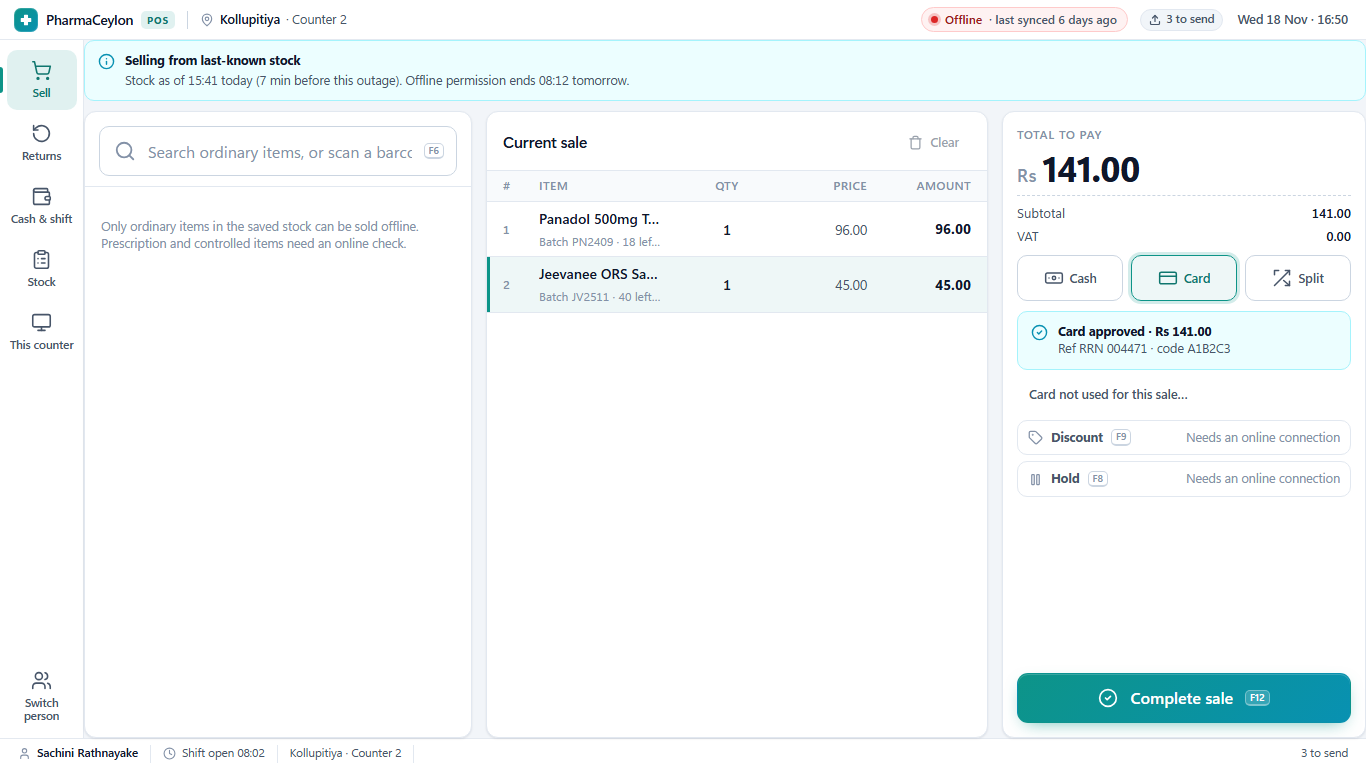 PharmaCeylon POS Kollupitiya · Counter 2 Offline · last synced 6 days ago 3 to send Wed 18 Nov · 16:50
Sell
Returns
Cash & shift
Stock
This counter
Switch person
Selling from last-known stock
Stock as of 15:41 today (7 min before this outage). Offline permission ends 08:12 tomorrow.
Search ordinary items, or scan a barcc F6
Only ordinary items in the saved stock can be sold offline.
Prescription and controlled items need an online check.
Current sale Clear
# ITEM QTY PRICE AMOUNT
1 Panadol 500mg T... 1 96.00 96.00
Batch PN2409 · 18 lef...
2 Jeevanee ORS Sa... 1 45.00 45.00
Batch JV2511 · 40 left...
TOTAL TO PAY
Rs 141.00
Subtotal 141.00
VAT 0.00
Cash Card Split
Card approved · Rs 141.00
Ref RRN 004471 · code A1B2C3
Card not used for this sale...
Discount F9 Needs an online connection
Hold F8 Needs an online connection
Complete sale F12
Sachini Rathnayake Shift open 08:02 Kollupitiya · Counter 2 3 to send